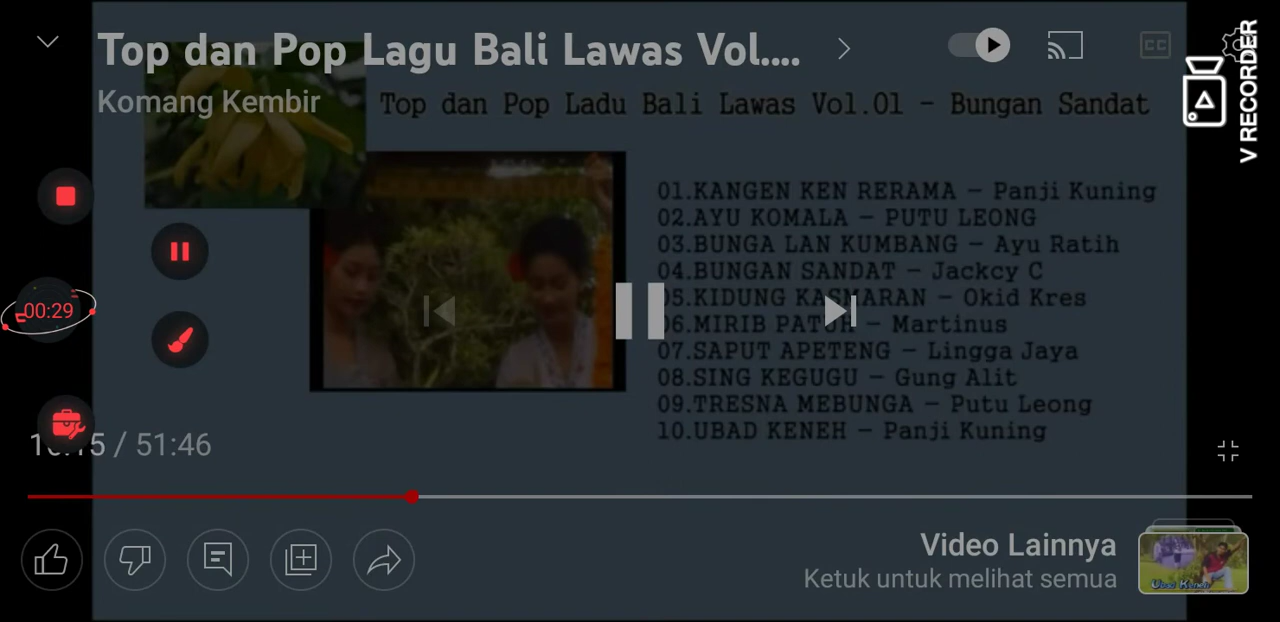 Top dan Pop Lagu Bali Lawas Vol....
Komang Kembir
CC
V RECORDER
Top dan Pop Ladu Bali Lawas Vol.01 - Bungan Sandat
01.KANGEN KEN RERAMA - Panji Kuning
02.AYU KOMALA - PUTU LEONG
03.BUNGA LAN KUMBANG - Ayu Ratih
04.BUNGAN SANDAT - Jackcy C
05.KIDUNG KASMARAN - Okid Kres
06.MIRIB PATUH - Martinus
07.SAPUT APETENG - Lingga Jaya
08.SING KEGUGU - Gung Alit
09.TRESNA MEBUNGA - Putu Leong
10.UBAD KENEH - Panji Kuning
00:29
/ 51:46
Video Lainnya
Ketuk untuk melihat semua
Ubad Keneh